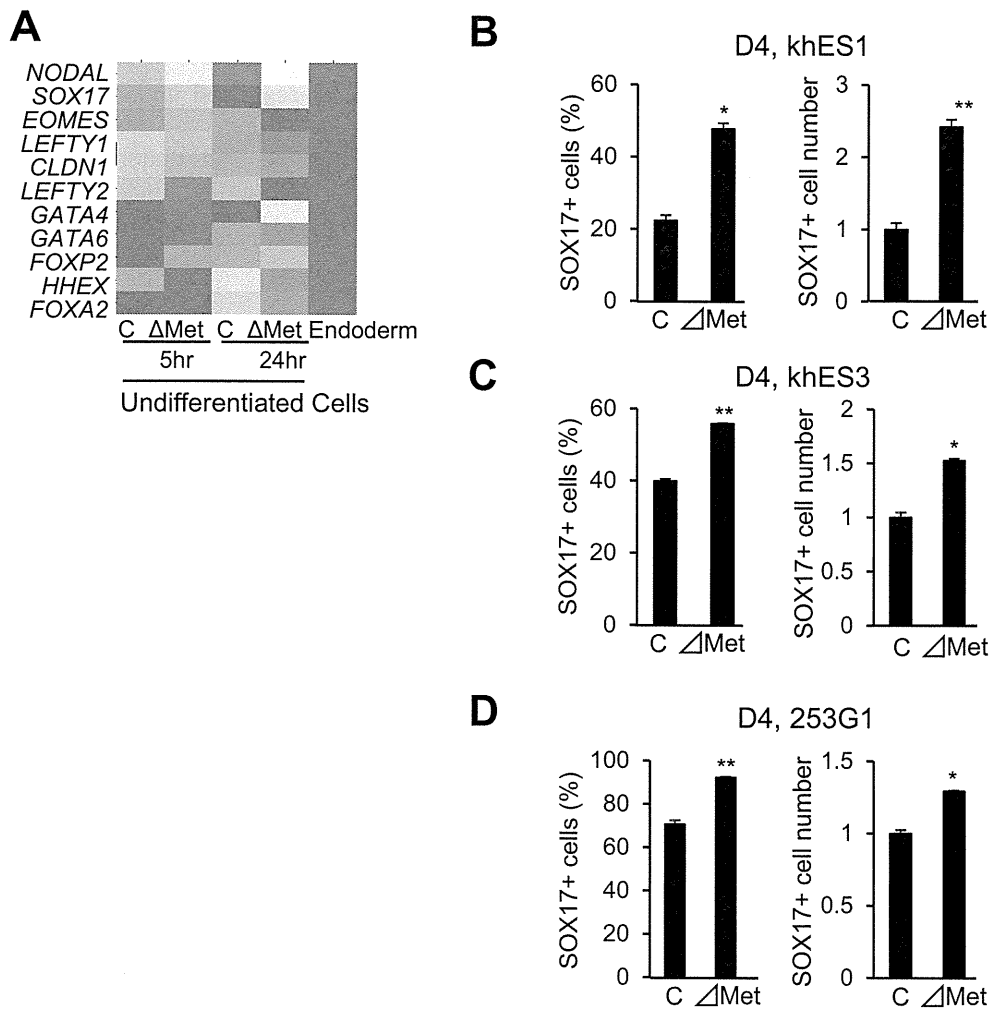 A
NODAL
SOX17
EOMES
LEFTY1
CLDN1
LEFTY2
GATA4
GATA6
FOXP2
HHEX
FOXA2
C ΔMet C ΔMet Endoderm
5hr 24hr
Undifferentiated Cells
B
D4, khES1
SOX17+ cells (%)
60
40
20
0
*
C ⊿Met
SOX17+ cell number
3
2
1
0
**
C ⊿Met
C
D4, khES3
SOX17+ cells (%)
60
40
20
0
**
C ⊿Met
SOX17+ cell number
2
1.5
1
0.5
0
*
C ⊿Met
D
D4, 253G1
SOX17+ cells (%)
100
80
60
40
20
0
**
C ⊿Met
SOX17+ cell number
1.5
1
0.5
0
*
C ⊿Met